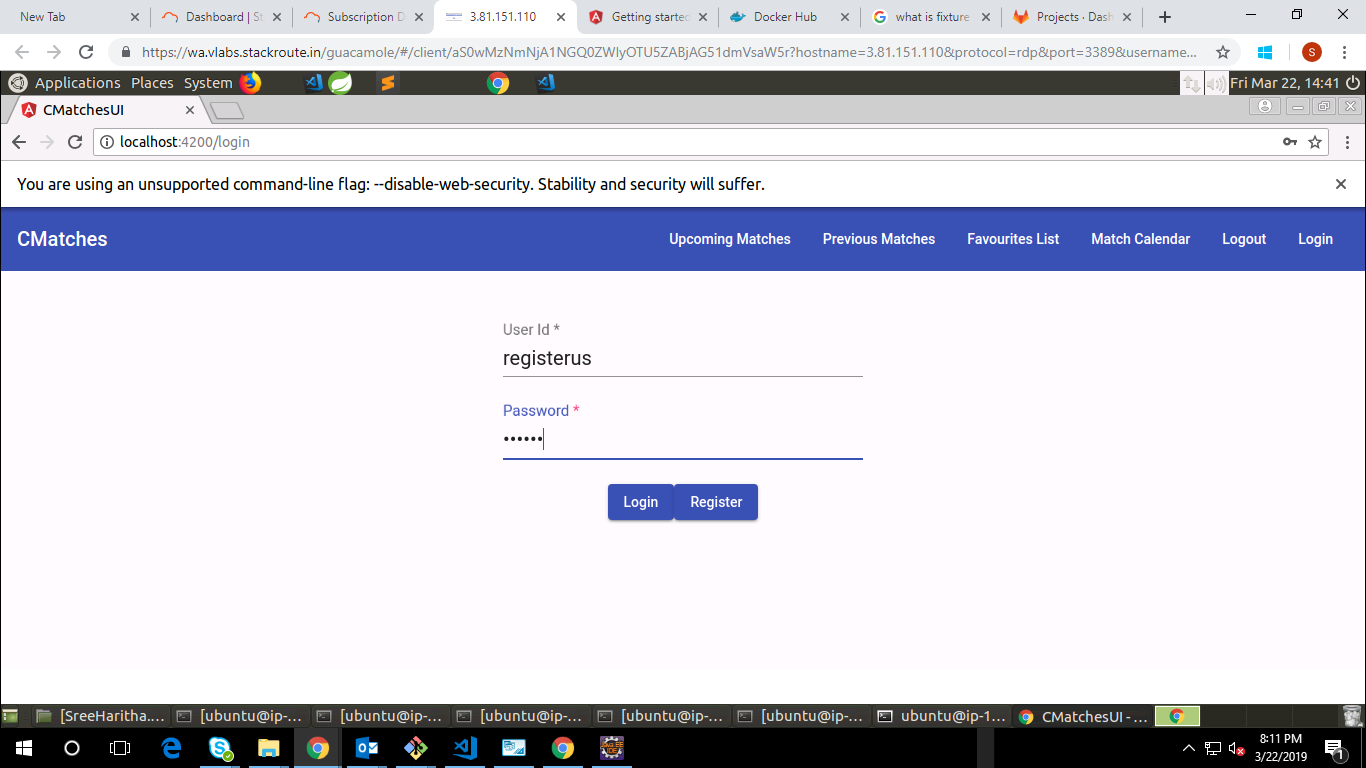 New Tab
Dashboard | St
Subscription D
3.81.151.110
Getting started
Docker Hub
what is fixture
Projects · Dash
https://wa.vlabs.stackroute.in/guacamole/#/client/aS0wMzNmNjA1NGQ0ZWIyOTU5ZABjAG51dmVsaW5r?hostname=3.81.151.110&protocol=rdp&port=3389&username...
S
Applications Places System
Fri Mar 22, 14:41
CMatchesUI
localhost:4200/login
You are using an unsupported command-line flag: --disable-web-security. Stability and security will suffer.
CMatches
Upcoming Matches
Previous Matches
Favourites List
Match Calendar
Logout
Login
User Id *
registerus
Password *
Login
Register
[SreeHaritha....
[ubuntu@ip-...
[ubuntu@ip-...
[ubuntu@ip-...
[ubuntu@ip-...
[ubuntu@ip-...
ubuntu@ip-1...
CMatchesUI - ...
8:11 PM
3/22/2019
1